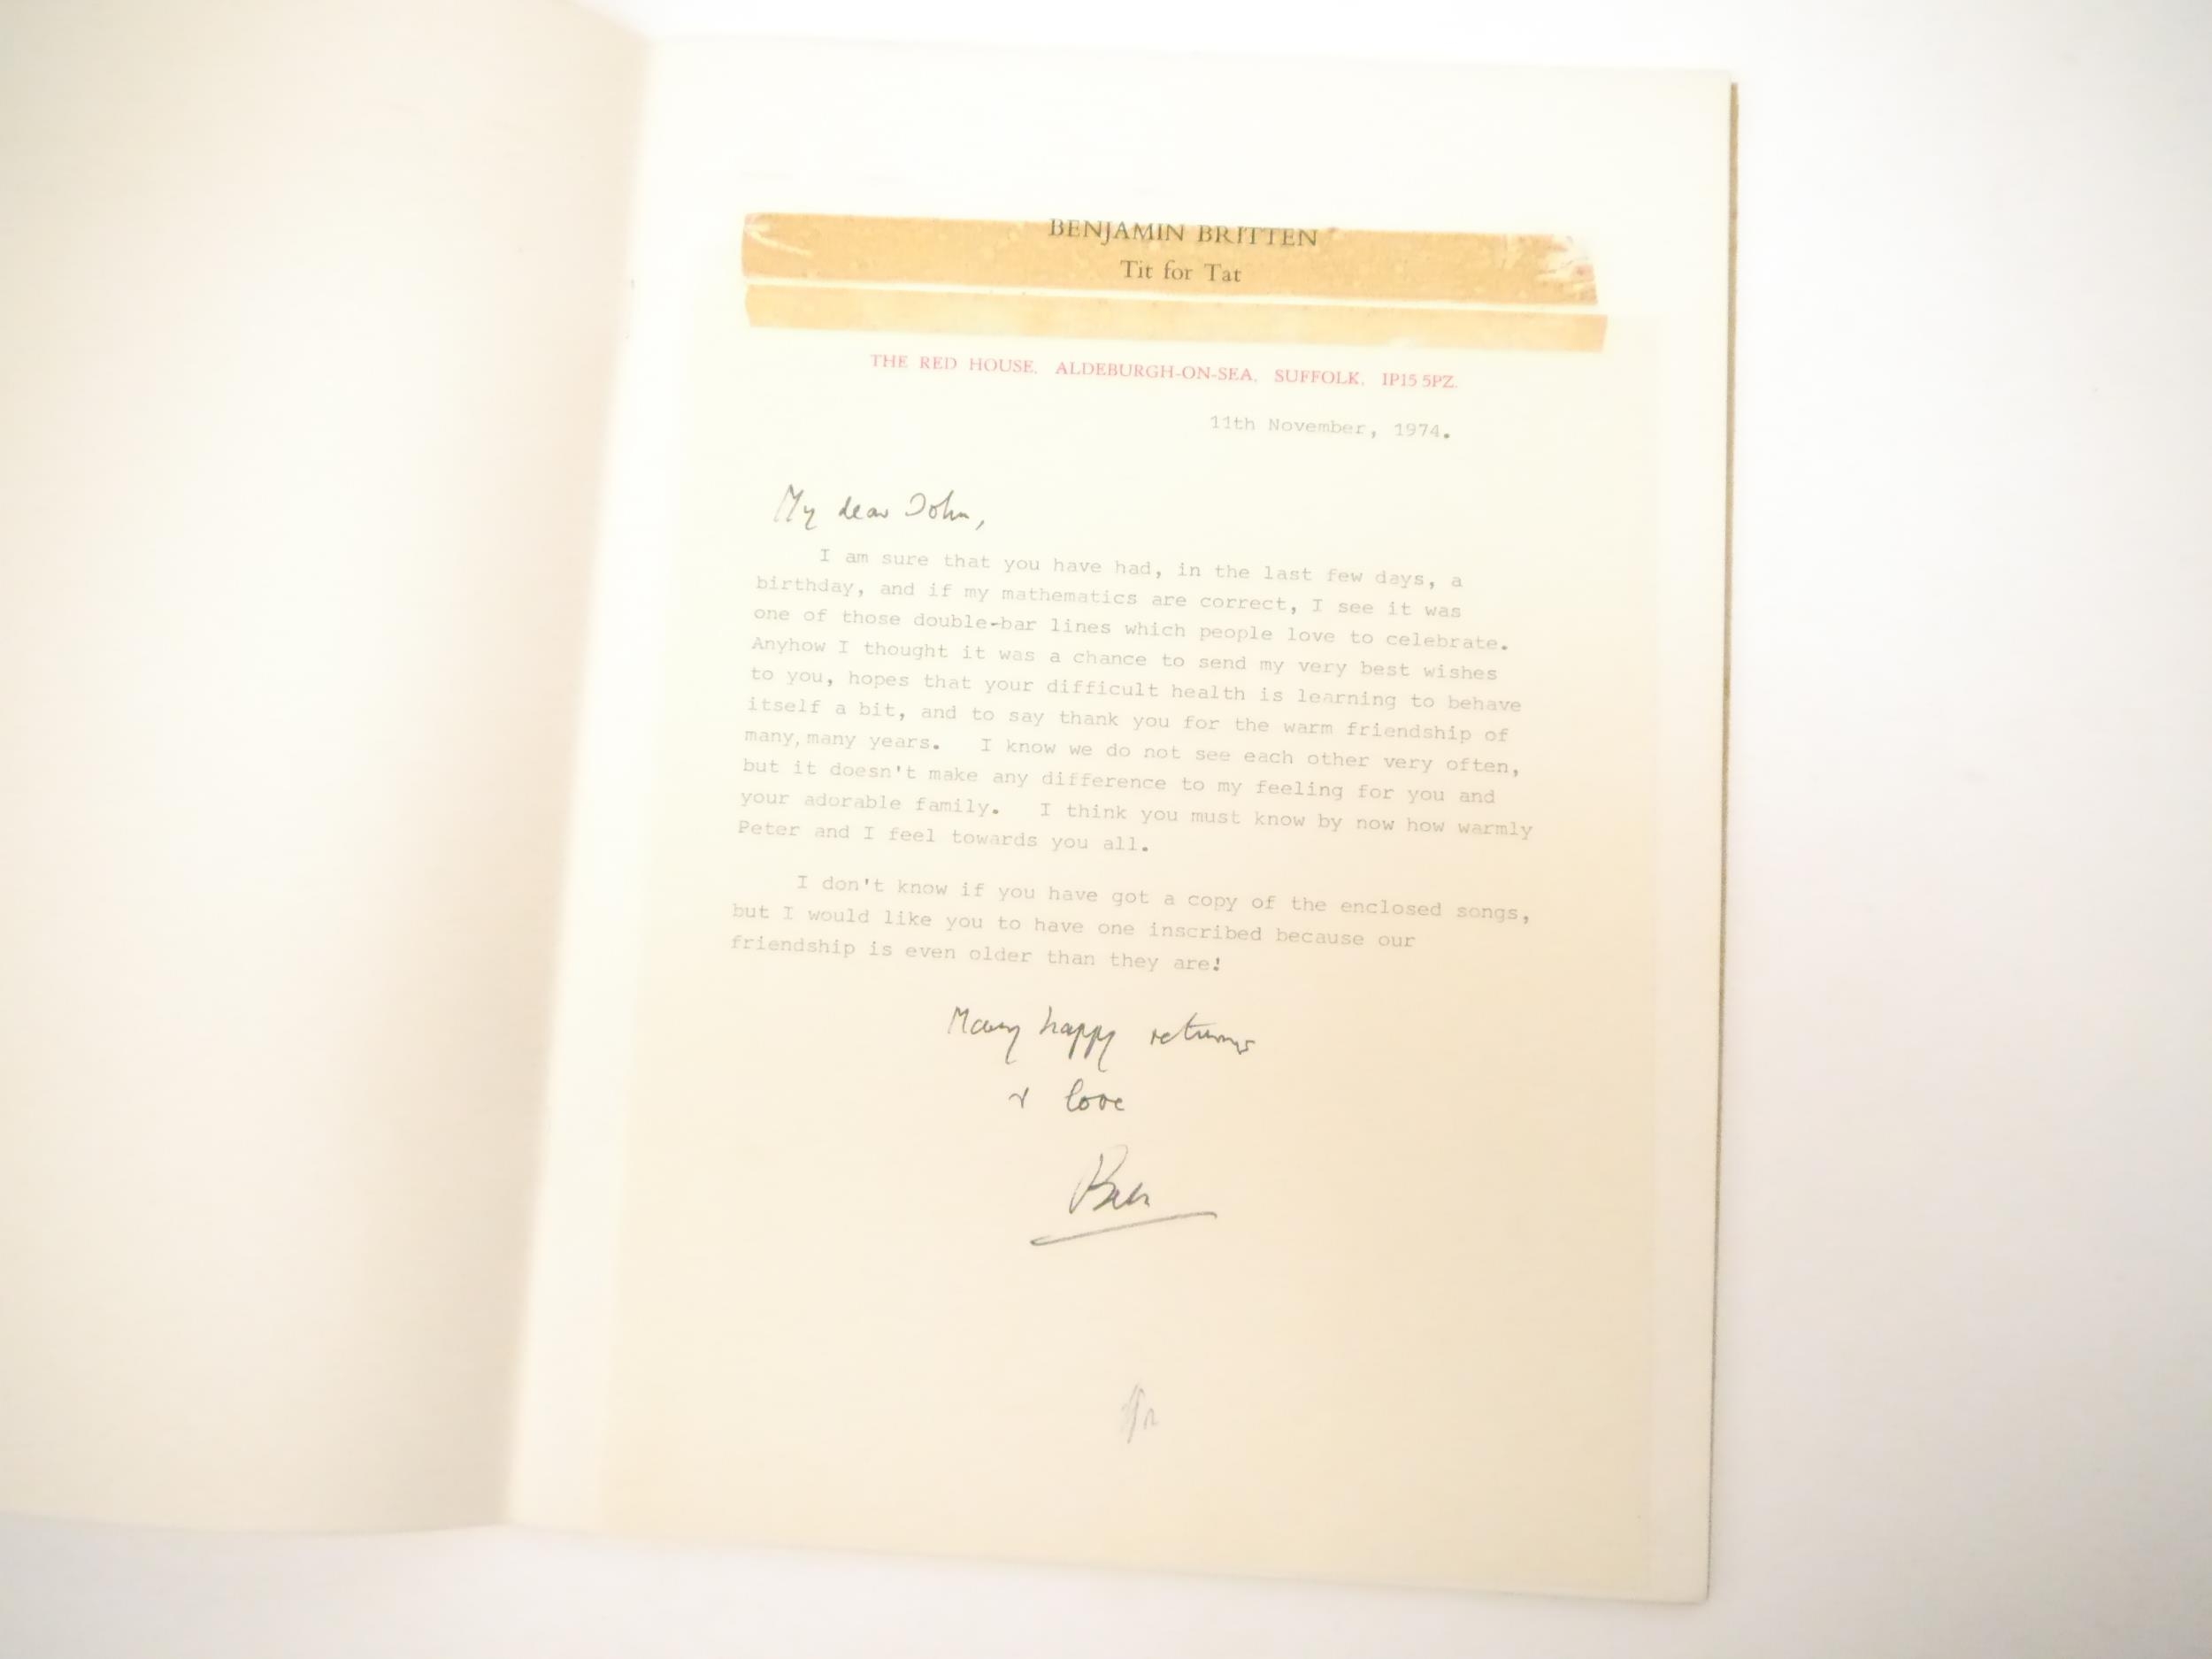 BENJAMIN BRITTEN
Tit for Tat
THE RED HOUSE, ALDEBURGH-ON-SEA, SUFFOLK, IP15 5PZ.
11th November, 1974.
My dear John,
I am sure that you have had, in the last few days, a
birthday, and if my mathematics are correct, I see it was
one of those double-bar lines which people love to celebrate.
Anyhow I thought it was a chance to send my very best wishes
to you, hopes that your difficult health is learning to behave
itself a bit, and to say thank you for the warm friendship of
many, many years. I know we do not see each other very often,
but it doesn't make any difference to my feeling for you and
your adorable family. I think you must know by now how warmly
Peter and I feel towards you all.
I don't know if you have got a copy of the enclosed songs,
but I would like you to have one inscribed because our
friendship is even older than they are!
Many happy returns
& love
Ben